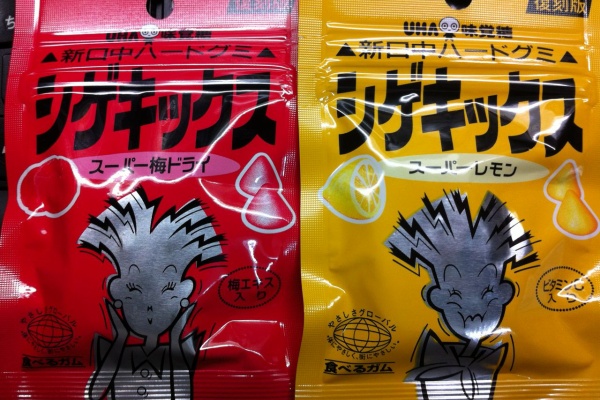 UHA味覚糖
▲新口中ハードグミ▲
シゲキックス
スーパー梅ドライ
梅エキス
入り
食べるガム
復刻版
UHA味覚糖
▲新口中ハードグミ▲
シゲキックス
スーパーレモン
ビタミンC
入り
やさしさグローバル
食べるガム